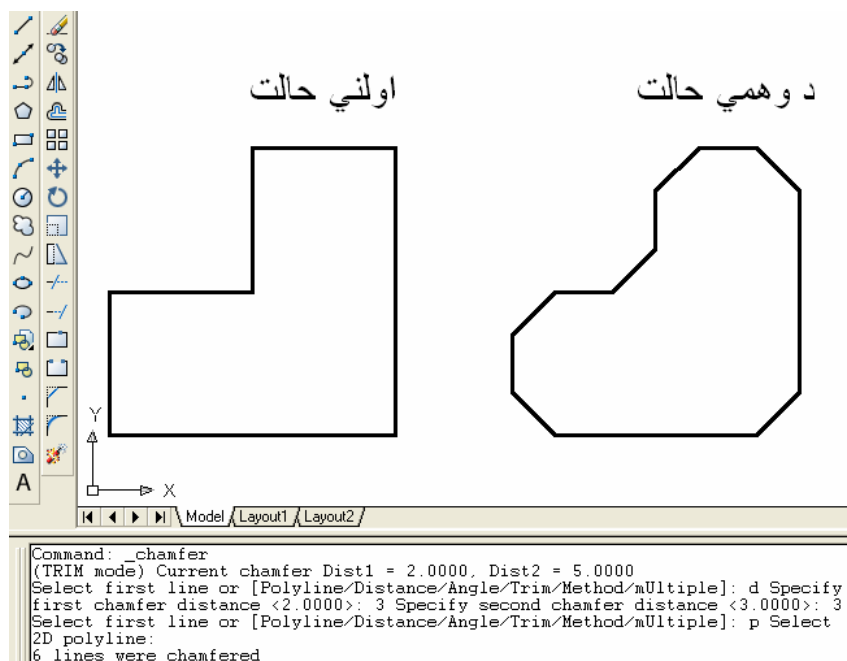 اولني حالت
د وهمي حالت
A
Y
X
Model Layout1 Layout2
Command: _chamfer
(TRIM mode) Current chamfer Dist1 = 2.0000, Dist2 = 5.0000
Select first line or [Polyline/Distance/Angle/Trim/Method/mUltiple]: d Specify
first chamfer distance <2.0000>: 3 Specify second chamfer distance <3.0000>: 3
Select first line or [Polyline/Distance/Angle/Trim/Method/mUltiple]: p Select
2D polyline:
6 lines were chamfered